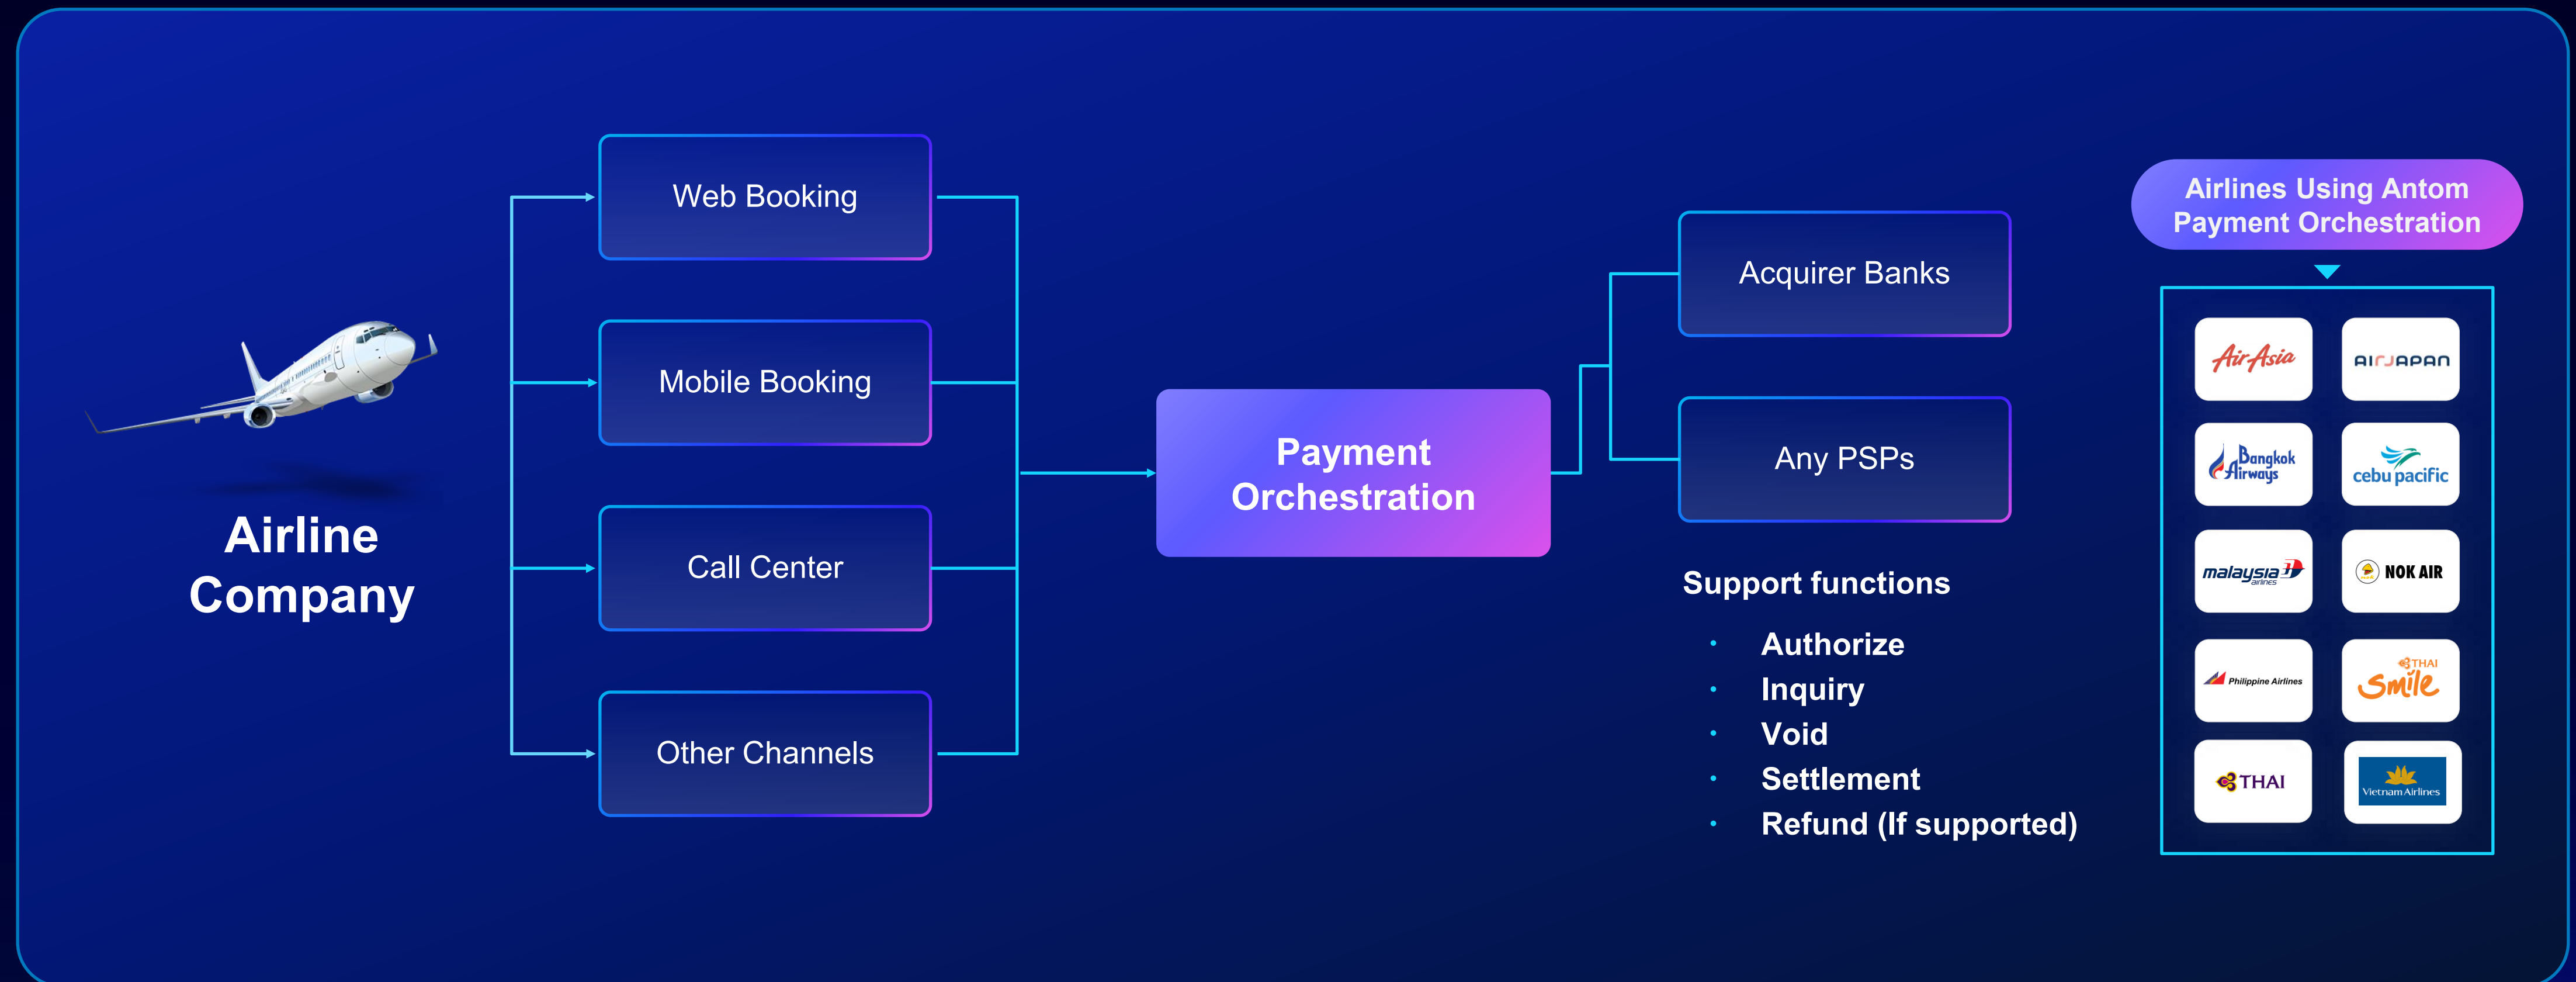 Airline
Company
Web Booking
Mobile Booking
Call Center
Other Channels
Payment
Orchestration
Acquirer Banks
Any PSPs
Support functions
· Authorize
· Inquiry
· Void
· Settlement
· Refund (If supported)
Airlines Using Antom
Payment Orchestration
AirAsia
AIRJAPAN
Bangkok
Airways
cebu pacific
malaysia
airlines
NOK AIR
Philippine Airlines
THAI
Smile
THAI
Vietnam Airlines